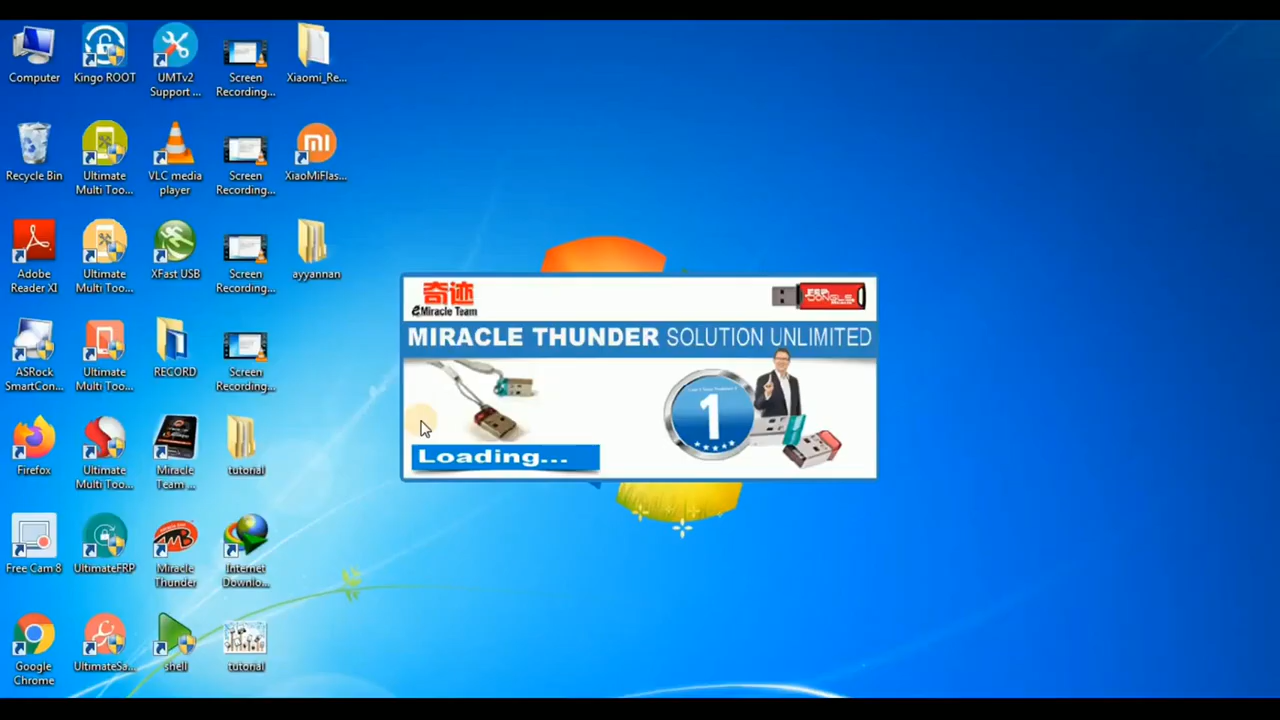 Computer
Kingo ROOT
UMTv2
Support ...
Screen
Recording...
Xiaomi_Re...
Recycle Bin
Ultimate
Multi Too...
VLC media
player
Screen
Recording...
XiaoMiFlas...
Adobe
Reader XI
Ultimate
Multi Too...
XFast USB
Screen
Recording...
ayyannan
ASRock
SmartCon...
Ultimate
Multi Too...
RECORD
Screen
Recording...
Firefox
Ultimate
Multi Too...
Miracle
Team ...
tutorial
Free Cam 8
UltimateFRP
Miracle
Thunder
Internet
Downlo...
Google
Chrome
UltimateSa...
shell
tutorial
奇迹
Miracle Team
MIRACLE THUNDER SOLUTION UNLIMITED
1
Loading...